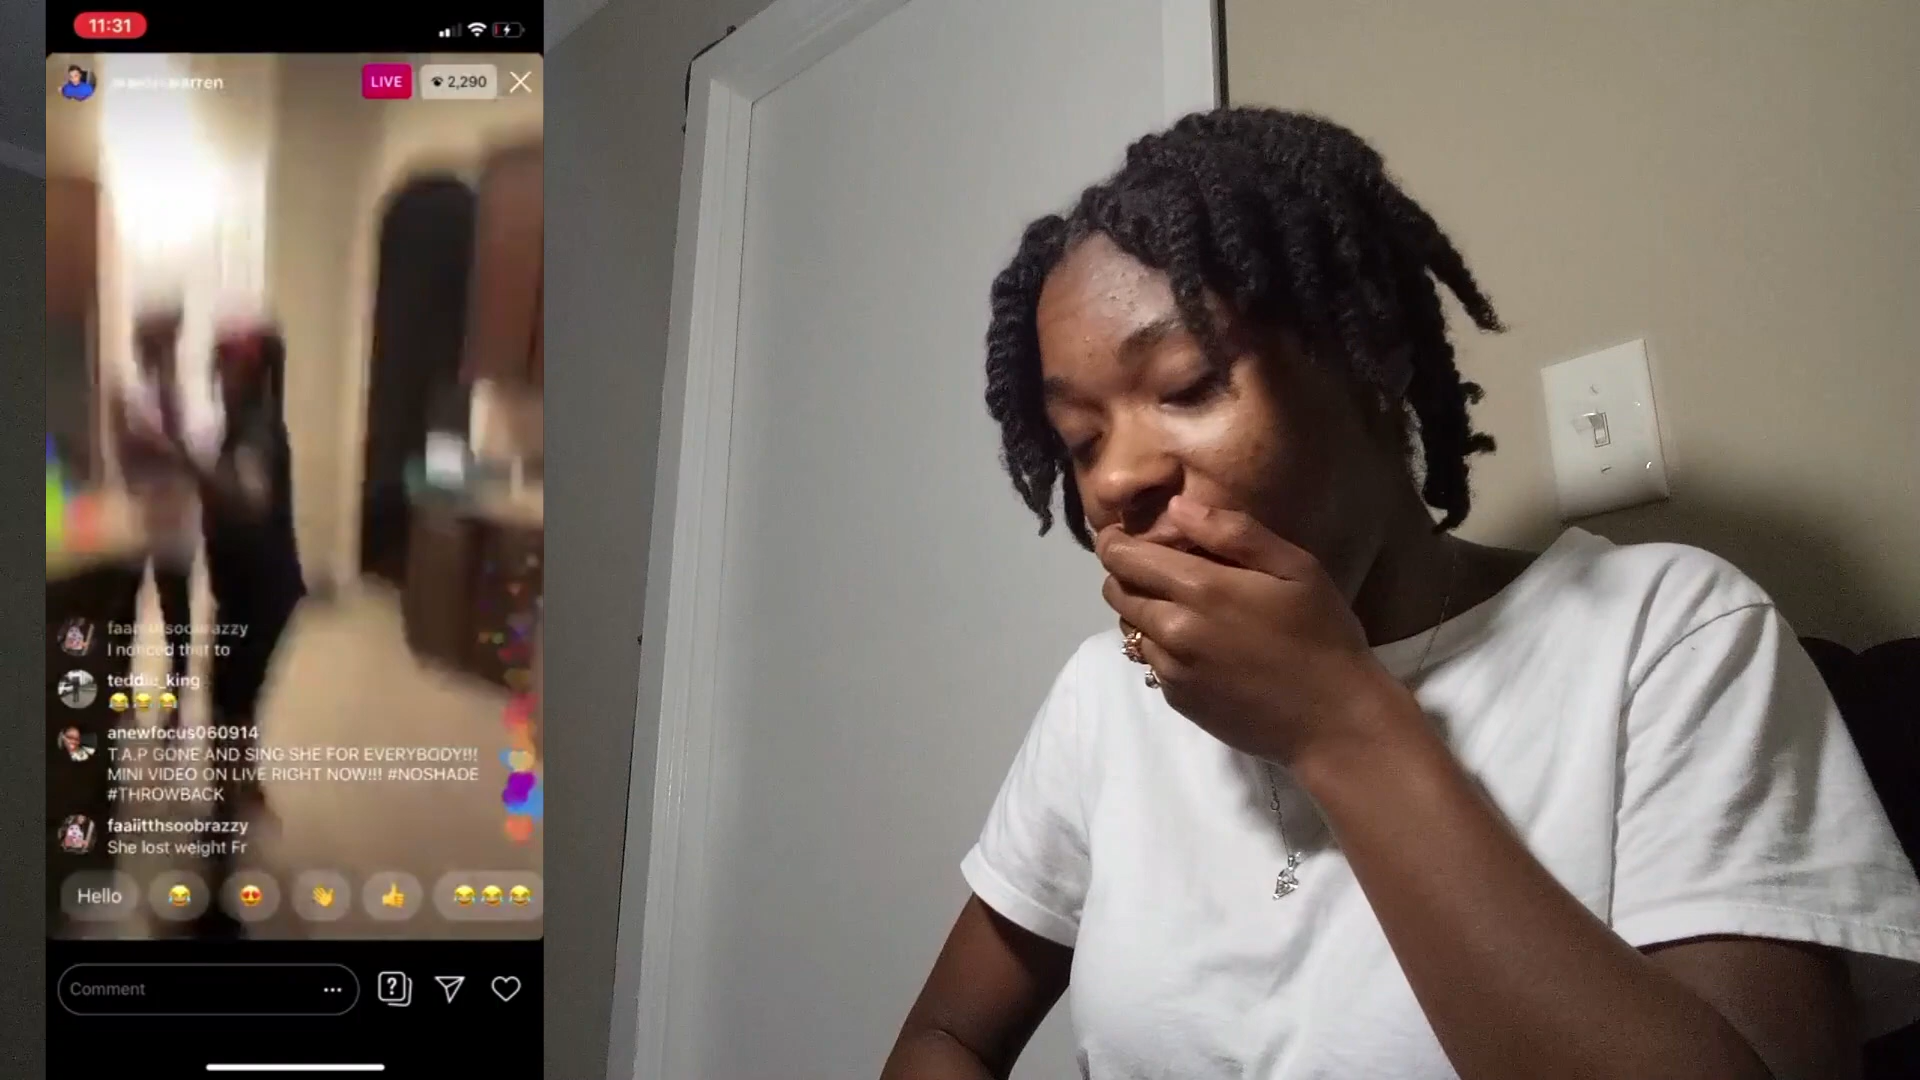 11:31
LIVE
2,290
I noticed that to
teddie_king
😂😂😂
anewfocus060914
T.A.P GONE AND SING SHE FOR EVERYBODY!!!
MINI VIDEO ON LIVE RIGHT NOW!!! #NOSHADE
#THROWBACK
faaiitthsoobrazzy
She lost weight Fr
Hello 😂 😍 👋 👍 😂😂😂
Comment